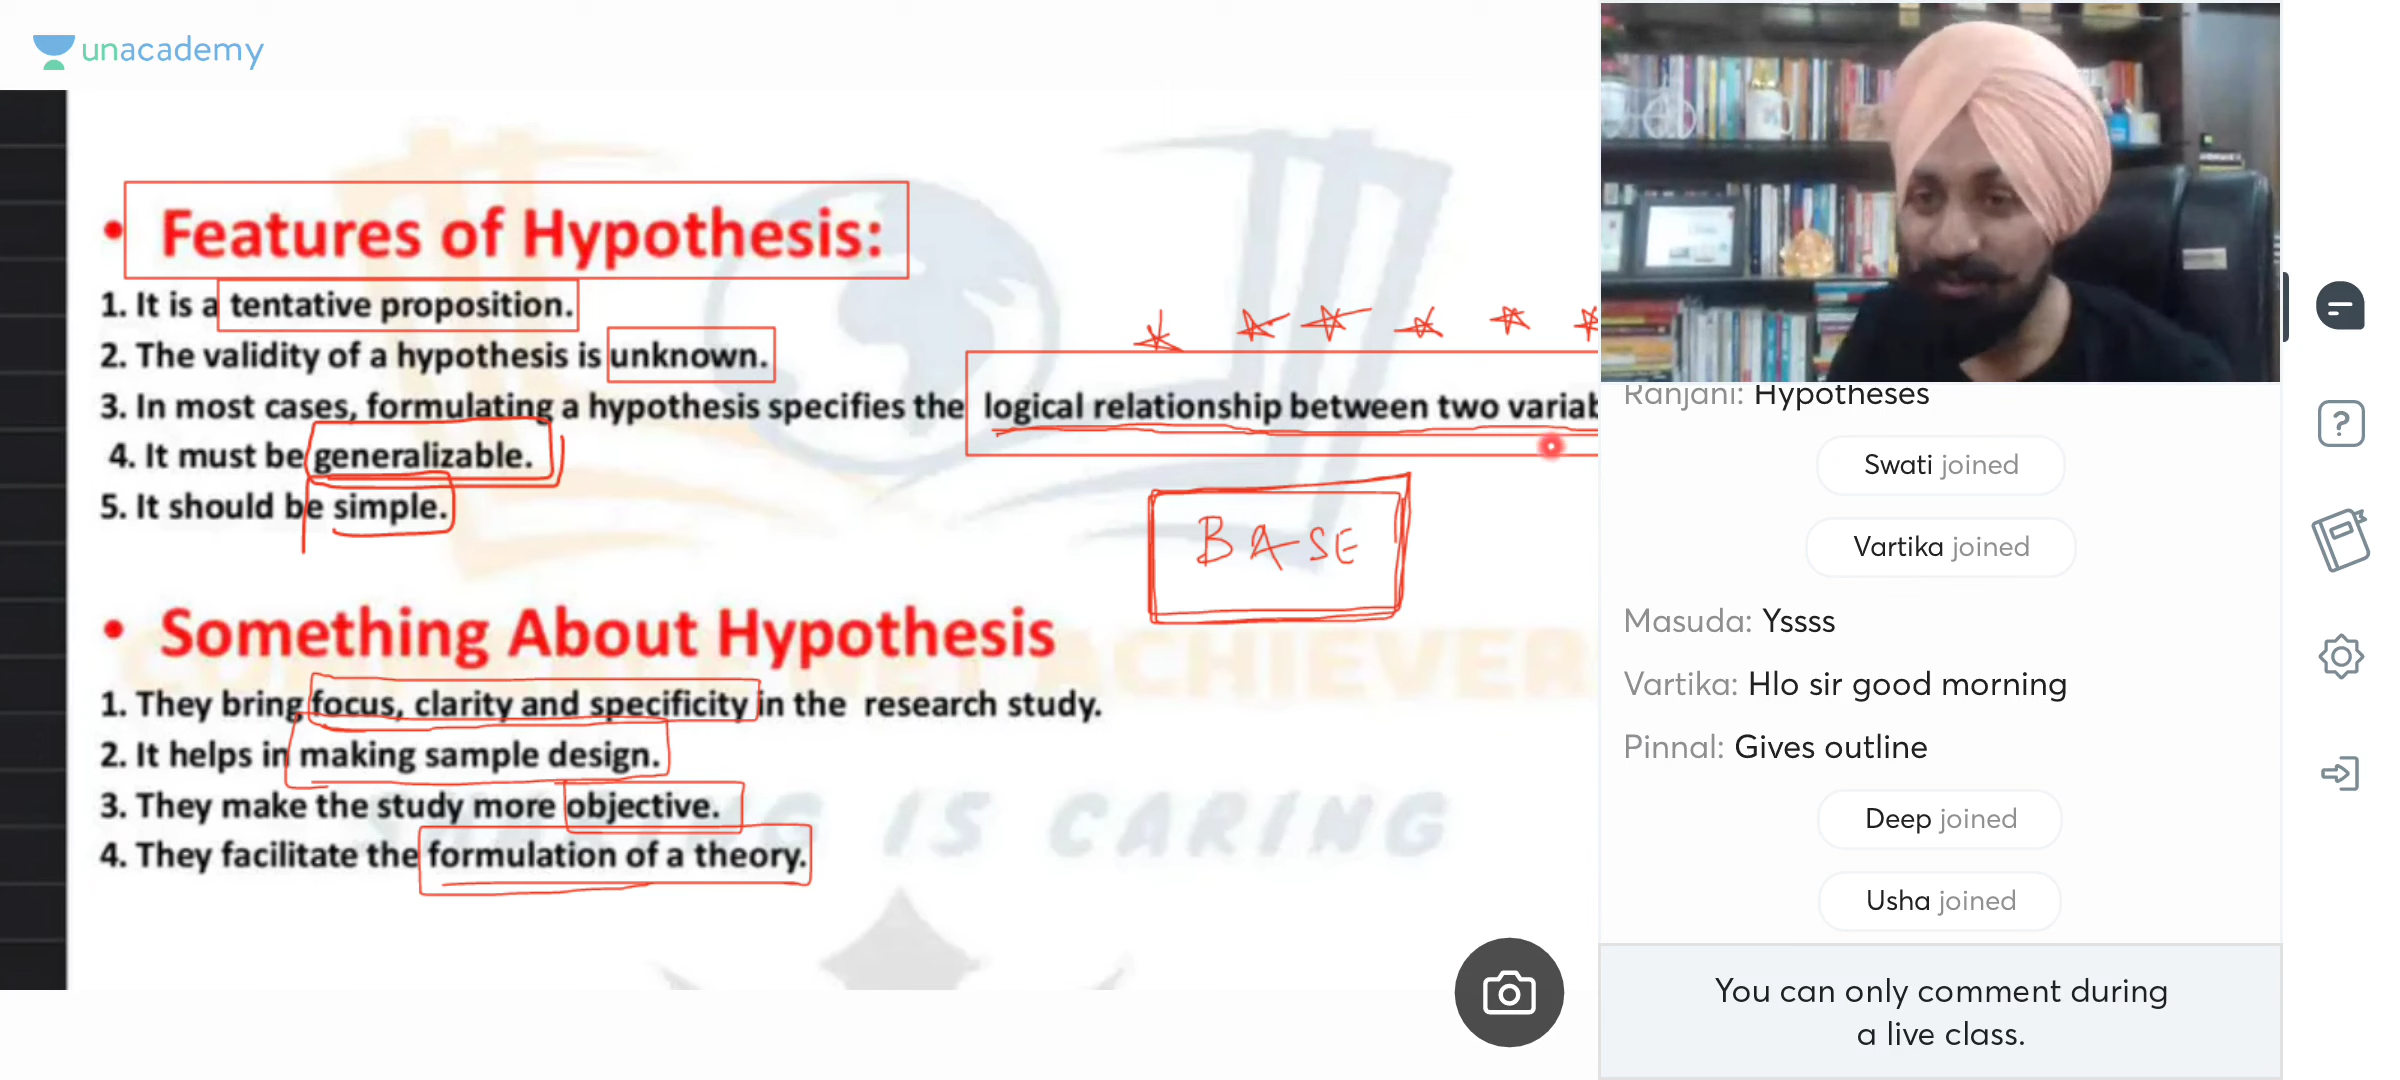 unacademy
• Features of Hypothesis:
1. It is a tentative proposition.
2. The validity of a hypothesis is unknown.
3. In most cases, formulating a hypothesis specifies the logical relationship between two variab
4. It must be generalizable.
5. It should be simple.
BASE
• Something About Hypothesis
1. They bring focus, clarity and specificity in the research study.
2. It helps in making sample design.
3. They make the study more objective.
4. They facilitate the formulation of a theory.
ACHIEVER
IS CARING
Ranjani: Hypotheses
Swati joined
Vartika joined
Masuda: Yssss
Vartika: Hlo sir good morning
Pinnal: Gives outline
Deep joined
Usha joined
You can only comment during
a live class.